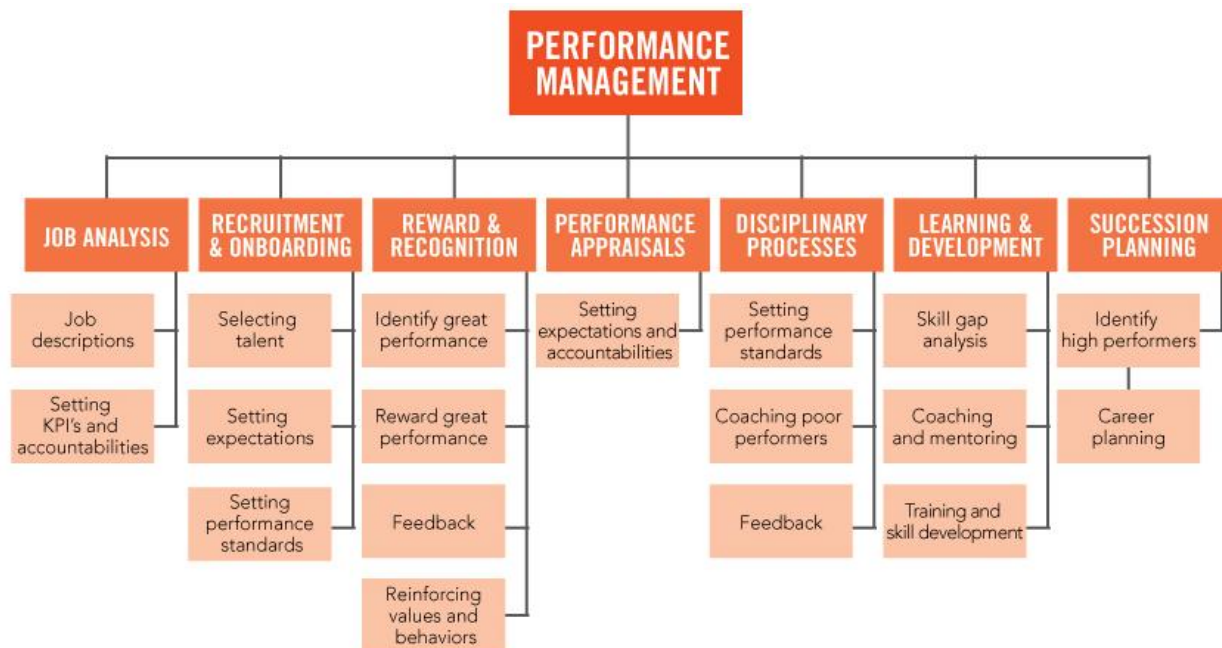 PERFORMANCE
MANAGEMENT
JOB ANALYSIS
RECRUITMENT
& ONBOARDING
REWARD &
RECOGNITION
PERFORMANCE
APPRAISALS
DISCIPLINARY
PROCESSES
LEARNING &
DEVELOPMENT
SUCCESSION
PLANNING
Job
descriptions
Setting
KPI's and
accountabilities
Selecting
talent
Setting
expectations
Setting
performance
standards
Identify great
performance
Reward great
performance
Feedback
Reinforcing
values and
behaviors
Setting
expectations and
accountabilities
Setting
performance
standards
Coaching poor
performers
Feedback
Skill gap
analysis
Coaching
and mentoring
Training and
skill development
Identify
high performers
Career
planning